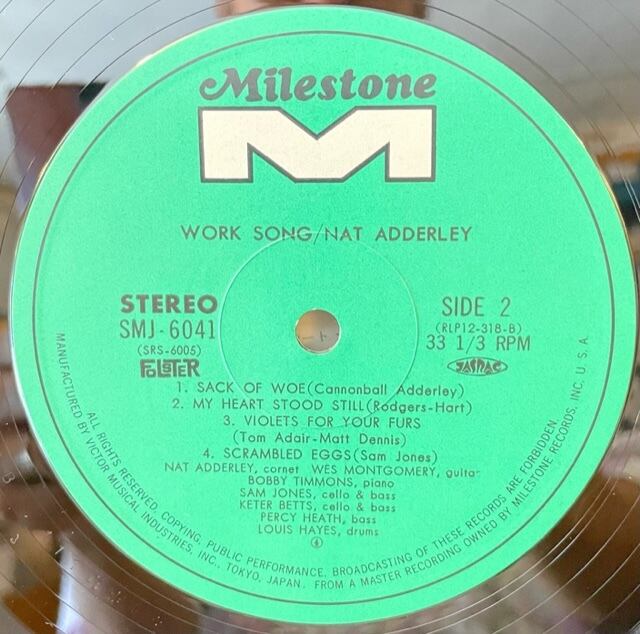 Milestone
M
WORK SONG/NAT ADDERLEY
STEREO
SMJ-6041
(SRS-6005)
SIDE 2
(RLP12-318-B)
33 1/3 RPM
JASRAC
1. SACK OF WOE(Cannonball Adderley)
2. MY HEART STOOD STILL(Rodgers-Hart)
3. VIOLETS FOR YOUR FURS
(Tom Adair-Matt Dennis)
4. SCRAMBLED EGGS(Sam Jones)
NAT ADDERLEY, cornet WES MONTGOMERY, guitar
BOBBY TIMMONS, piano
SAM JONES, cello & bass
KETER BETTS, cello & bass
PERCY HEATH, bass
LOUIS HAYES, drums
MANUFACTURED BY VICTOR MUSICAL INDUSTRIES, INC., TOKYO, JAPAN. FROM A MASTER RECORDING OWNED BY MILESTONE RECORDS, INC. U.S.A.
ALL RIGHTS RESERVED. COPYING, PUBLIC PERFORMANCE, BROADCASTING OF THESE RECORDS ARE FORBIDDEN.